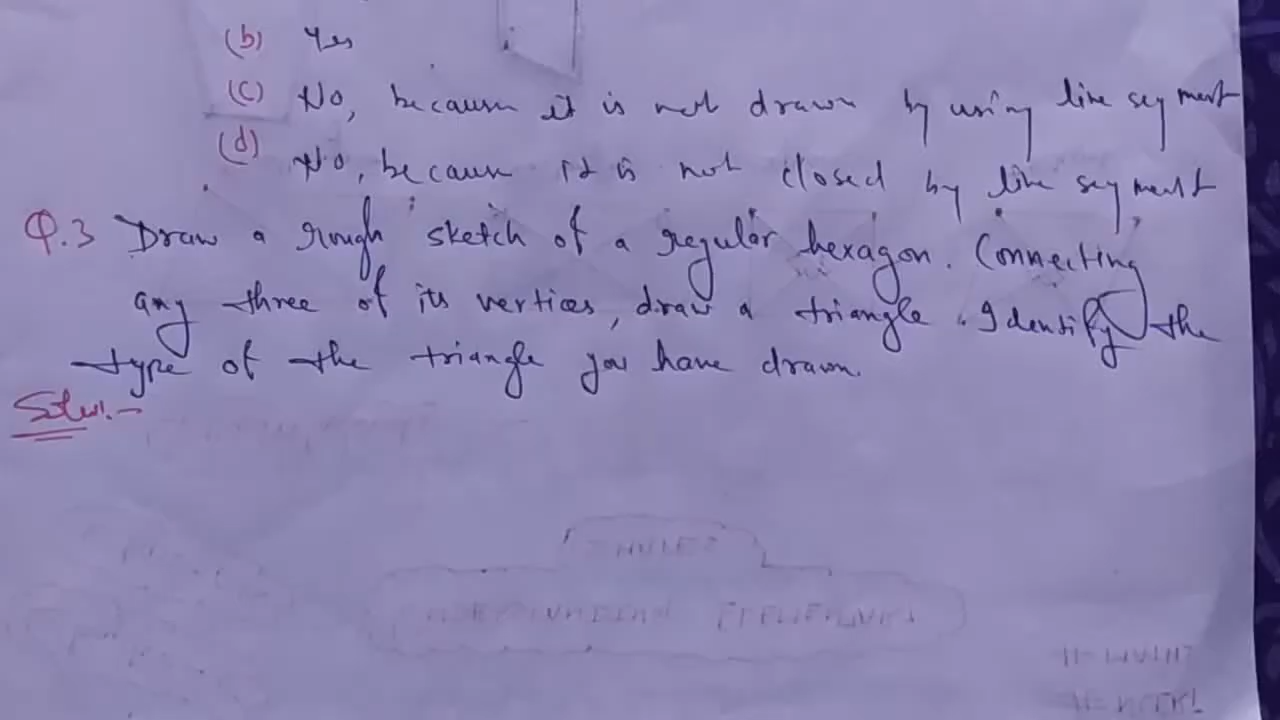 (b) Yes
(c) No, because it is not drawn by using line segment
(d) No, because it is not closed by line segment
Q.3 Draw a rough sketch of a regular hexagon. Connecting
any three of its vertices, draw a triangle. Identify the
type of the triangle you have drawn.